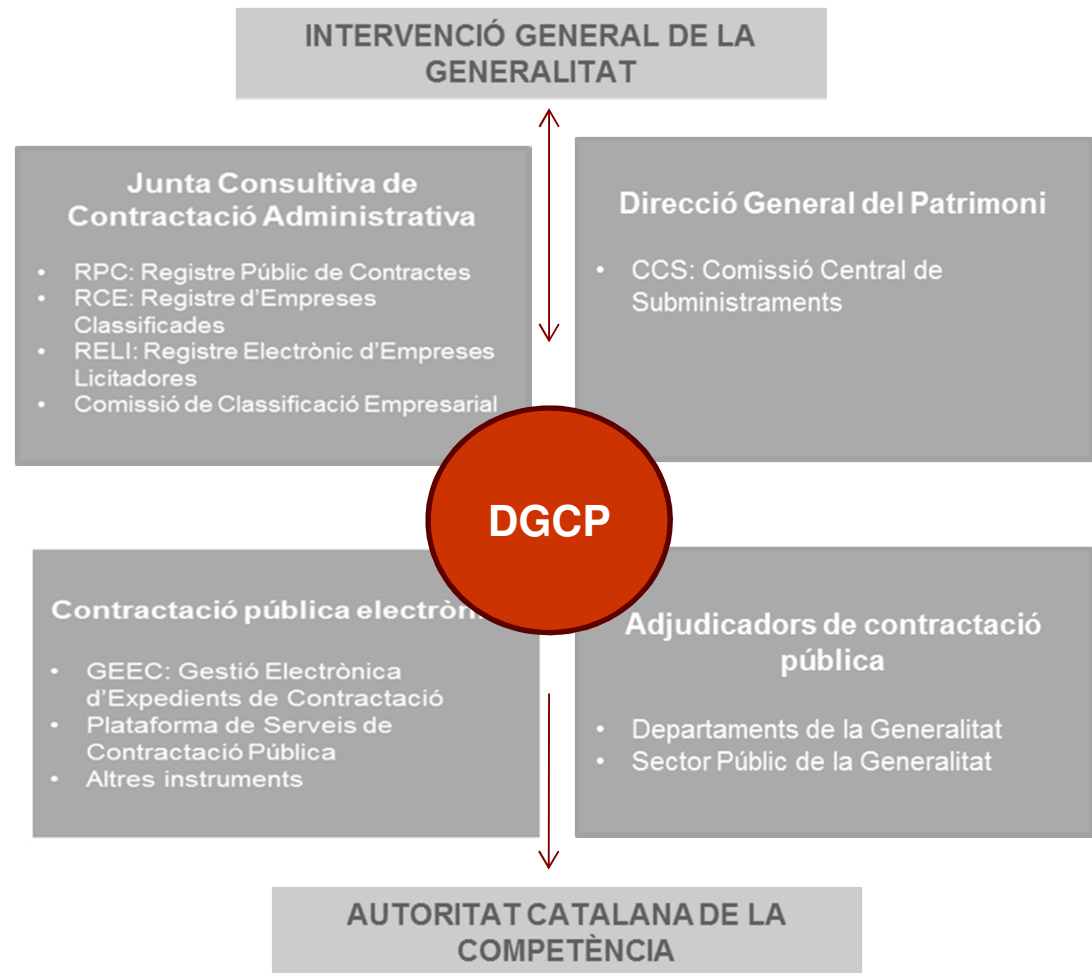 INTERVENCIÓ GENERAL DE LA
GENERALITAT
Junta Consultiva de
Contractació Administrativa
• RPC: Registre Públic de Contractes
• RCE: Registre d’Empreses
Classificades
• RELI: Registre Electrònic d’Empreses
Licitadores
• Comissió de Classificació Empresarial
Direcció General del Patrimoni
• CCS: Comissió Central de
Subministraments
DGCP
Contractació pública electròn
• GEEC: Gestió Electrònica
d’Expedients de Contractació
• Plataforma de Serveis de
Contractació Pública
• Altres instruments
Adjudicadors de contractació
pública
• Departaments de la Generalitat
• Sector Públic de la Generalitat
AUTORITAT CATALANA DE LA
COMPETÈNCIA